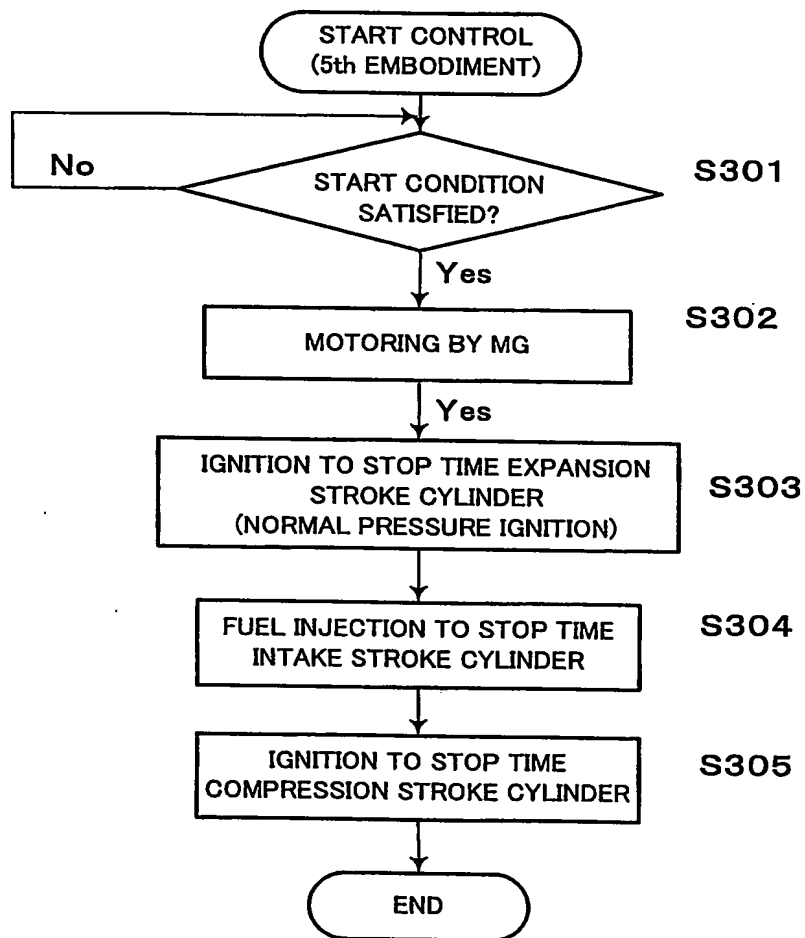 START CONTROL
(5th EMBODIMENT)
No
START CONDITION
SATISFIED?
S301
Yes
MOTORING BY MG
S302
Yes
IGNITION TO STOP TIME EXPANSION
STROKE CYLINDER
(NORMAL PRESSURE IGNITION)
S303
FUEL INJECTION TO STOP TIME
INTAKE STROKE CYLINDER
S304
IGNITION TO STOP TIME
COMPRESSION STROKE CYLINDER
S305
END